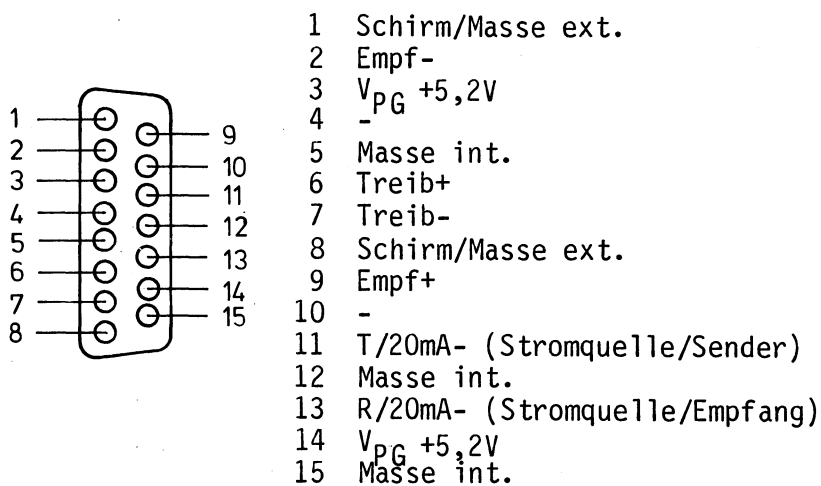 1 Schirm/Masse ext.
2 Empf-
3 VPG +5,2V
4 -
5 Masse int.
6 Treib+
7 Treib-
8 Schirm/Masse ext.
9 Empf+
10 -
11 T/20mA- (Stromquelle/Sender)
12 Masse int.
13 R/20mA- (Stromquelle/Empfang)
14 VPG +5,2V
15 Masse int.
1
2
3
4
5
6
7
8
9
10
11
12
13
14
15